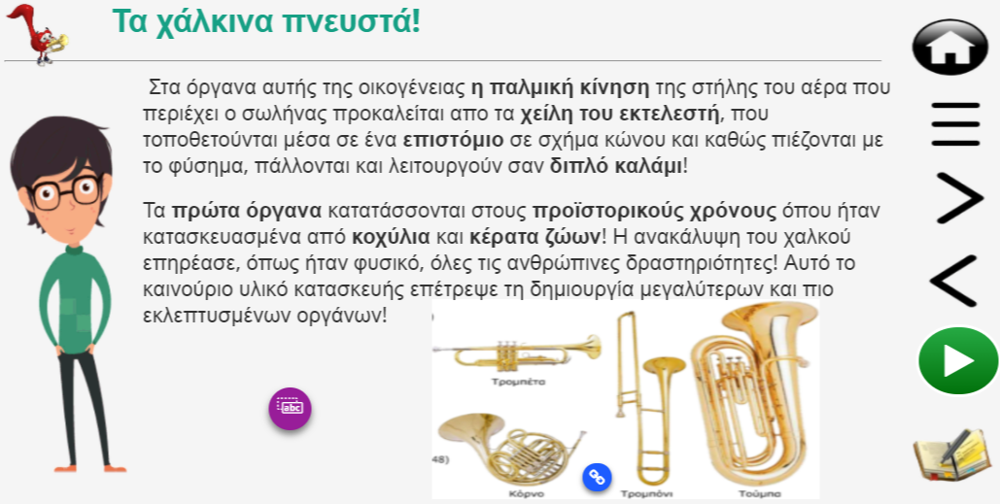 Τα χάλκινα πνευστά!
Στα όργανα αυτής της οικογένειας η παλμική κίνηση της στήλης του αέρα που
περιέχει ο σωλήνας προκαλείται απο τα χείλη του εκτελεστή, που
τοποθετούνται μέσα σε ένα επιστόμιο σε σχήμα κώνου και καθώς πιέζονται με
το φύσημα, πάλλονται και λειτουργούν σαν διπλό καλάμι!
Τα πρώτα όργανα κατατάσσονται στους προϊστορικούς χρόνους όπου ήταν
κατασκευασμένα από κοχύλια και κέρατα ζώων! Η ανακάλυψη του χαλκού
επηρέασε, όπως ήταν φυσικό, όλες τις ανθρώπινες δραστηριότητες! Αυτό το
καινούριο υλικό κατασκευής επέτρεψε τη δημιουργία μεγαλύτερων και πιο
εκλεπτυσμένων οργάνων!
Τρομπέτα
abc
48)
Κόρνο Τρομπόνι Τούμπα